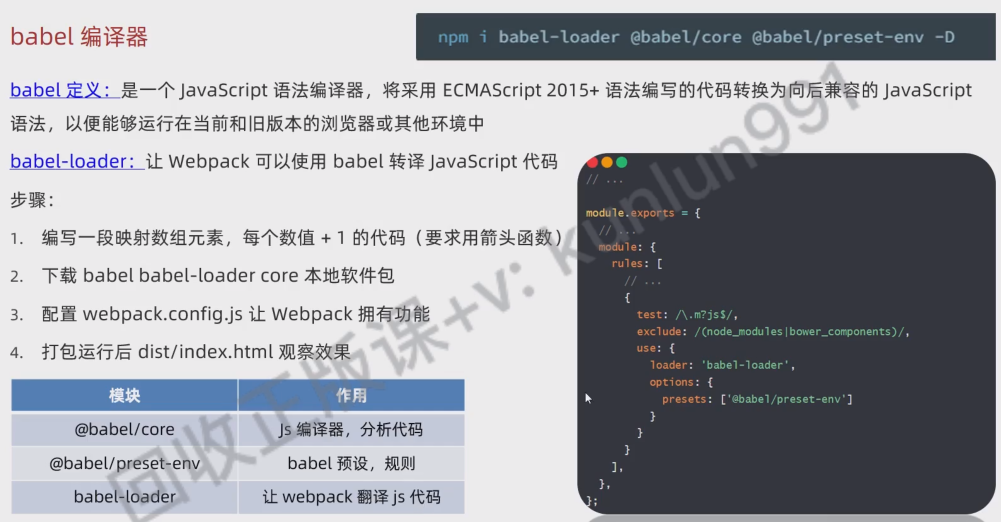 babel 编译器
npm i babel-loader @babel/core @babel/preset-env -D
babel 定义：是一个 JavaScript 语法编译器，将采用 ECMAScript 2015+ 语法编写的代码转换为向后兼容的 JavaScript
语法，以便能够运行在当前和旧版本的浏览器或其他环境中
babel-loader：让 Webpack 可以使用 babel 转译 JavaScript 代码
步骤：
1. 编写一段映射数组元素，每个数值 + 1 的代码（要求用箭头函数）
2. 下载 babel babel-loader core 本地软件包
3. 配置 webpack.config.js 让 Webpack 拥有功能
4. 打包运行后 dist/index.html 观察效果
模块 作用
@babel/core Js 编译器，分析代码
@babel/preset-env babel 预设，规则
babel-loader 让 webpack 翻译 js 代码
// ...
module.exports = {
// ...
module: {
rules: [
// ...
{
test: /\.m?js$/,
exclude: /(node_modules|bower_components)/,
use: {
loader: 'babel-loader',
options: {
presets: ['@babel/preset-env']
}
}
}
],
},
};
回收正版课+v: kunlun991